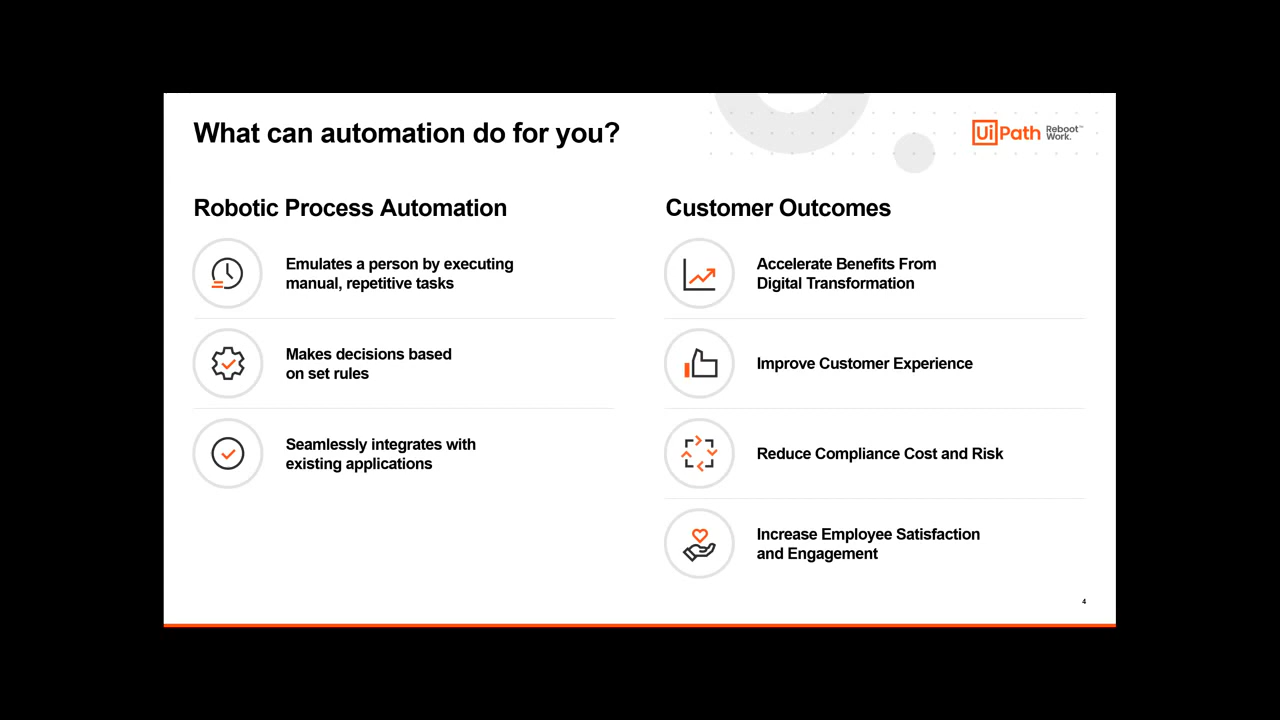 What can automation do for you?
UiPath Reboot Work.™
Robotic Process Automation
Emulates a person by executing
manual, repetitive tasks
Makes decisions based
on set rules
Seamlessly integrates with
existing applications
Customer Outcomes
Accelerate Benefits From
Digital Transformation
Improve Customer Experience
Reduce Compliance Cost and Risk
Increase Employee Satisfaction
and Engagement
4